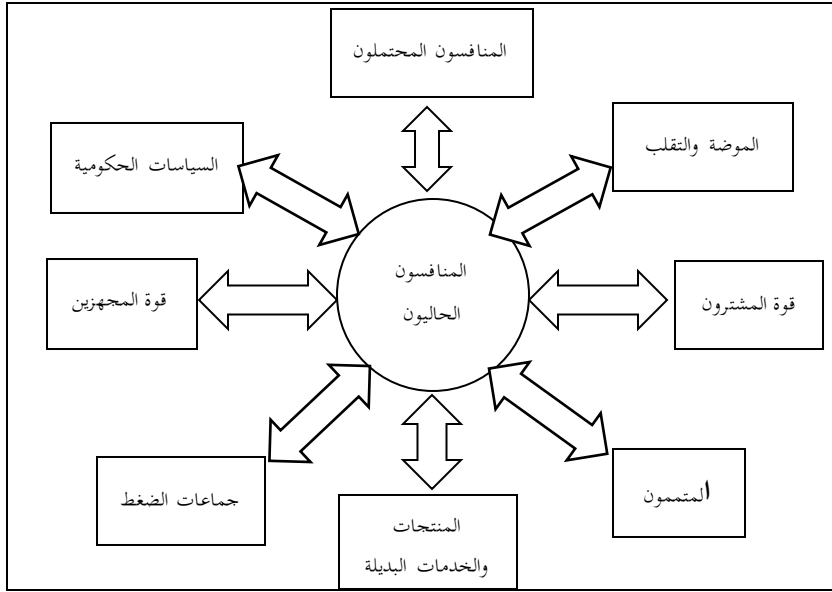 المنافسون المحتملون
الموضة والتقلب
السياسات الحكومية
المنافسون
الحاليون
قوة المشترون
قوة المجهزين
المتممون
جماعات الضغط
المنتجات
والخدمات البديلة